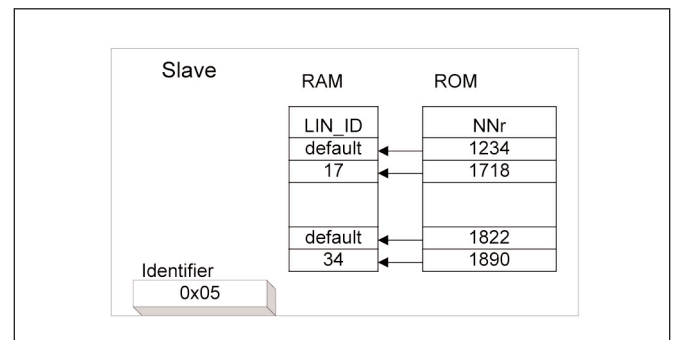 Slave
RAM ROM
LIN_ID NNr
default 1234
17 1718
default 1822
34 1890
Identifier
0x05